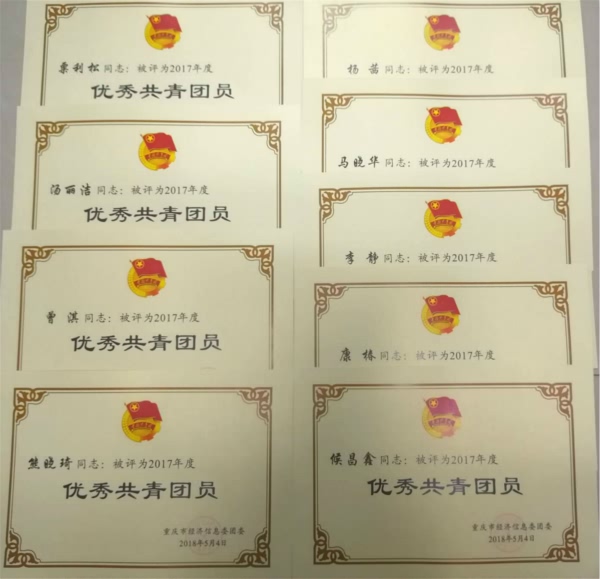 栗利松同志：被评为2017年度
优秀共青团员
汤丽洁同志：被评为2017年度
优秀共青团员
曾淇同志：被评为2017年度
优秀共青团员
熊晓琦同志：被评为2017年度
优秀共青团员
重庆市经济信息委团委
2018年5月4日
杨茜同志：被评为2017年度
马晓华同志：被评为2017年度
李静同志：被评为2017年度
康椿同志：被评为2017年度
侯昌鑫同志：被评为2017年度
优秀共青团员
重庆市经济信息委团委
2018年5月4日